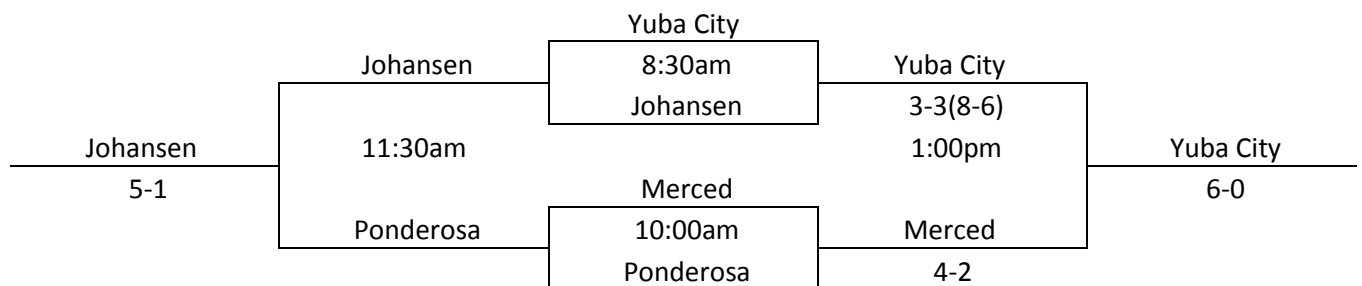 Yuba City
Johansen 8:30am Yuba City
Johansen 3-3(8-6)
Johansen 11:30am 1:00pm Yuba City
5-1 Merced 6-0
Ponderosa 10:00am Merced
Ponderosa 4-2